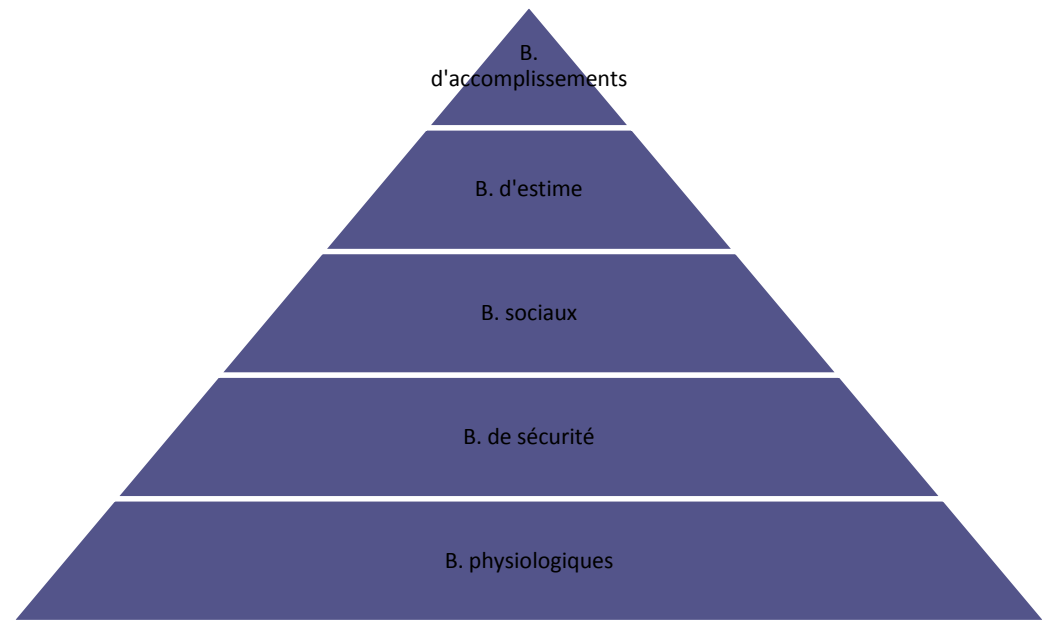 B.
d'accomplissements
B. d'estime
B. sociaux
B. de sécurité
B. physiologiques